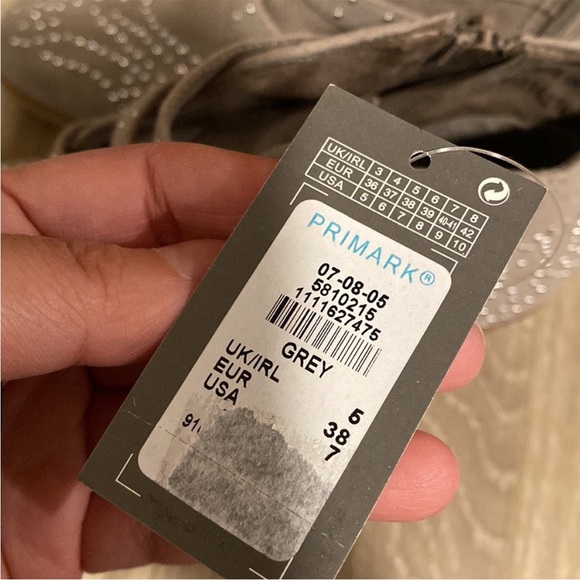 UK/IRL 3 4 5 6 7 8
EUR 36 37 38 39 40-41 42
USA 5 6 7 8 9 10
PRIMARK®
07-08-05
5810215
1111627475
GREY
UK/IRL 5
EUR 38
USA 7